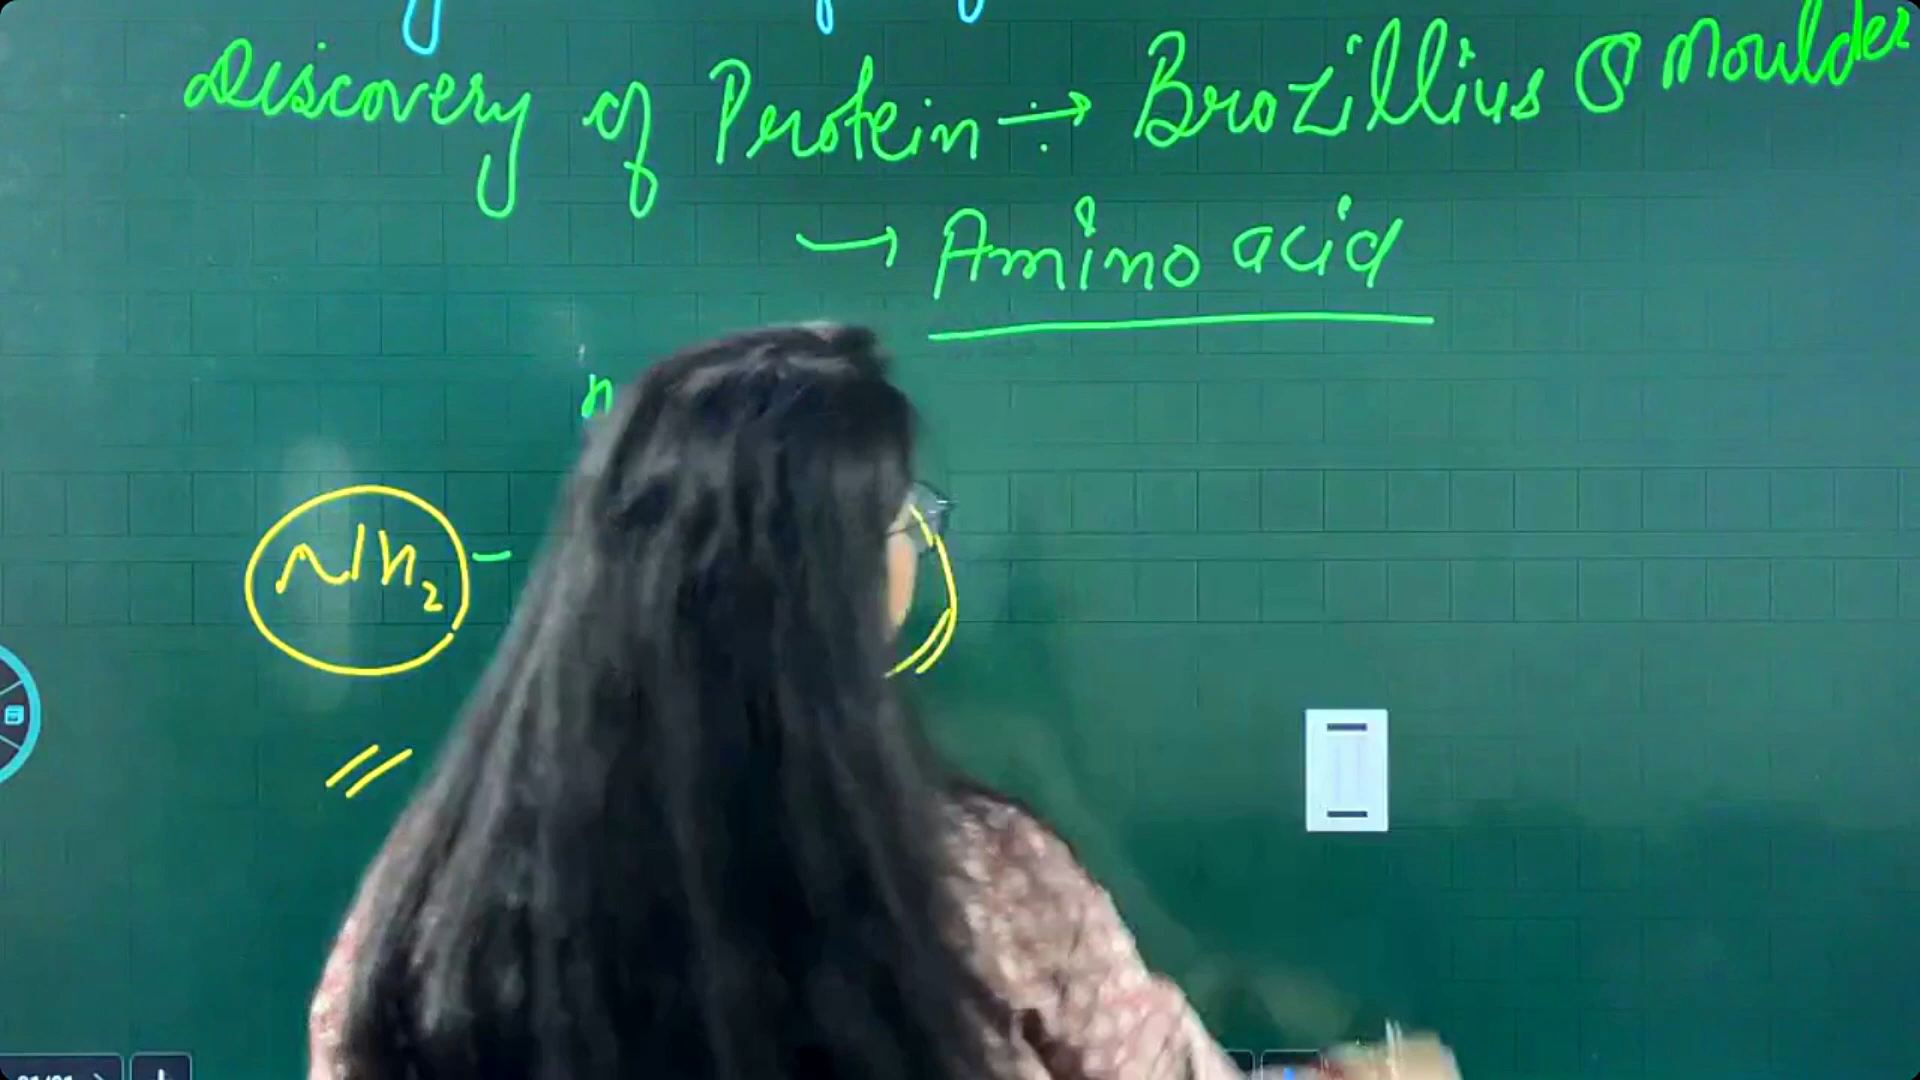 Discovery of Protein → Brozillius & Moulder
→ Amino acid
H
NH₂ -